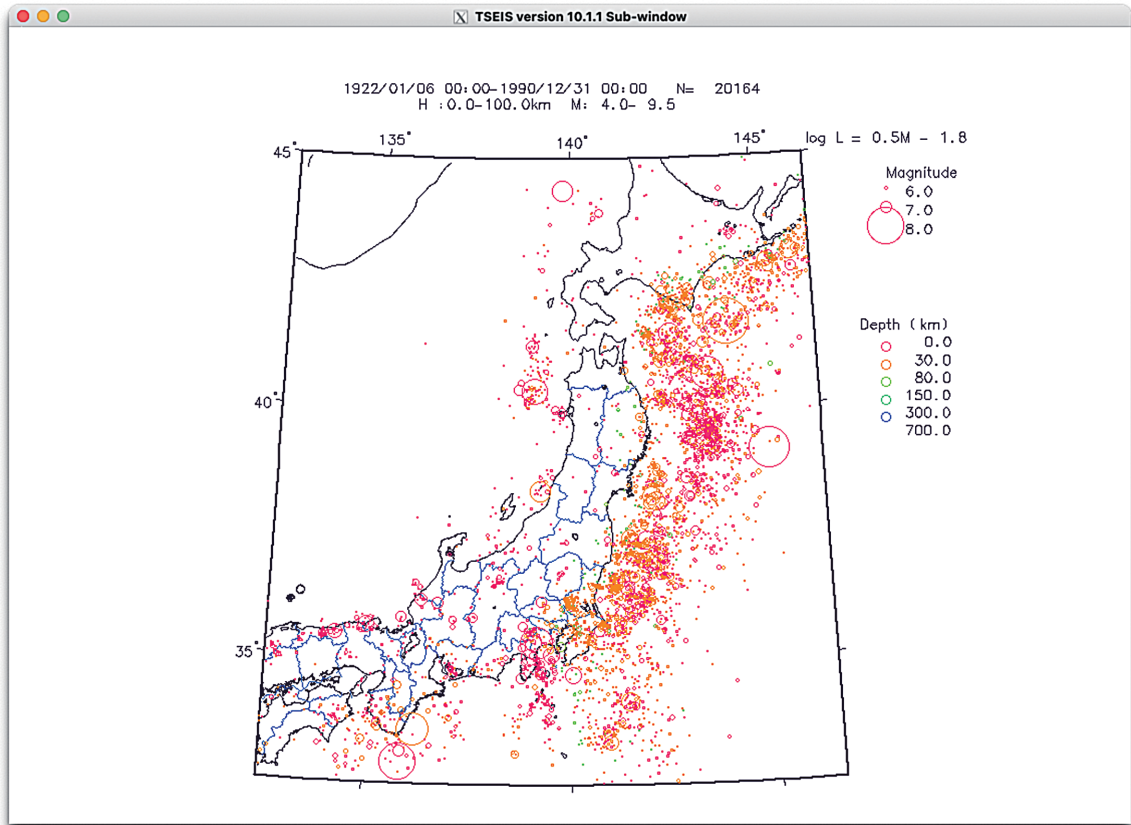 TSEIS version 10.1.1 Sub-window
1922/01/06 00:00-1990/12/31 00:00 N= 20164
H :0.0-100.0km M: 4.0- 9.5
45° 135° 140° 145° log L = 0.5M - 1.8
Magnitude
6.0
7.0
8.0
Depth (km)
0.0
30.0
80.0
150.0
300.0
700.0
40°
35°